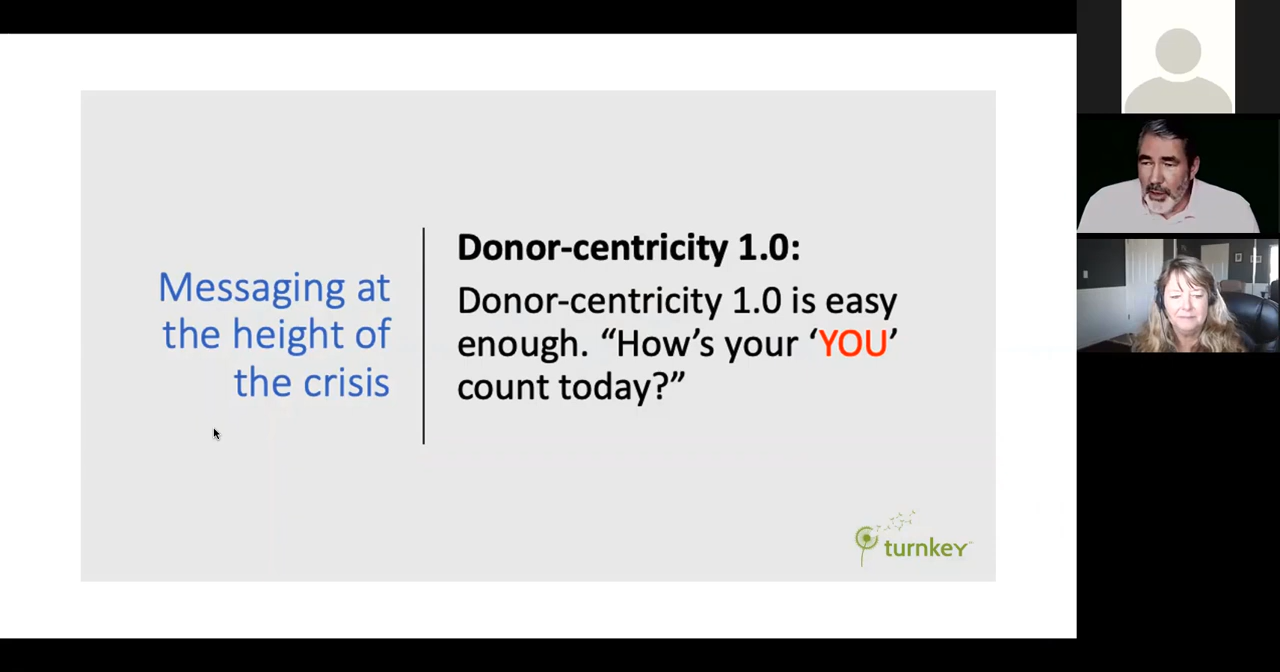 Messaging at
the height of
the crisis
Donor-centricity 1.0:
Donor-centricity 1.0 is easy
enough. “How’s your ‘YOU’
count today?”
turnkey